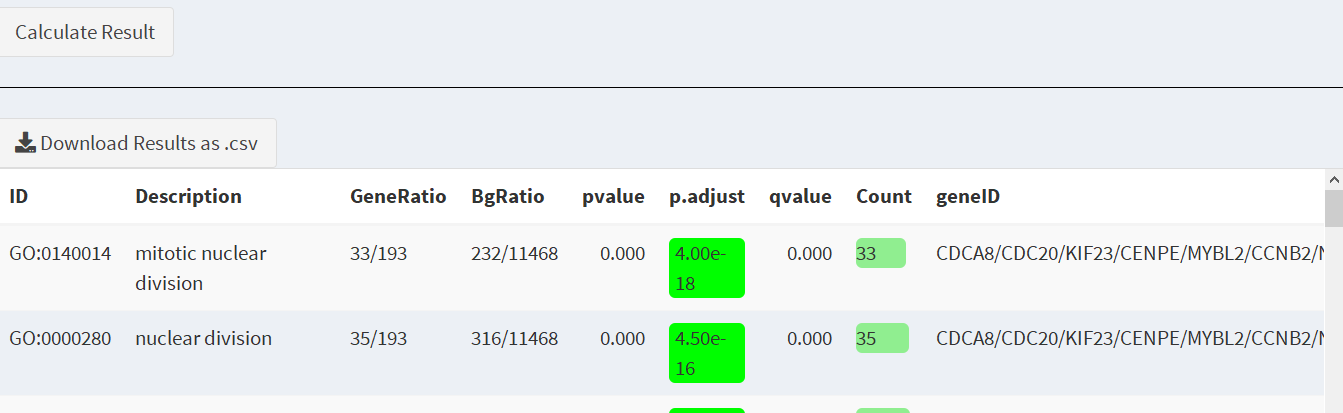 Calculate Result
Download Results as .csv
ID Description GeneRatio BgRatio pvalue p.adjust qvalue Count geneID
GO:0140014 mitotic nuclear 33/193 232/11468 0.000 4.00e- 0.000 33 CDCA8/CDC20/KIF23/CENPE/MYBL2/CCNB2/
division 18
GO:0000280 nuclear division 35/193 316/11468 0.000 4.50e- 0.000 35 CDCA8/CDC20/KIF23/CENPE/MYBL2/CCNB2/
16